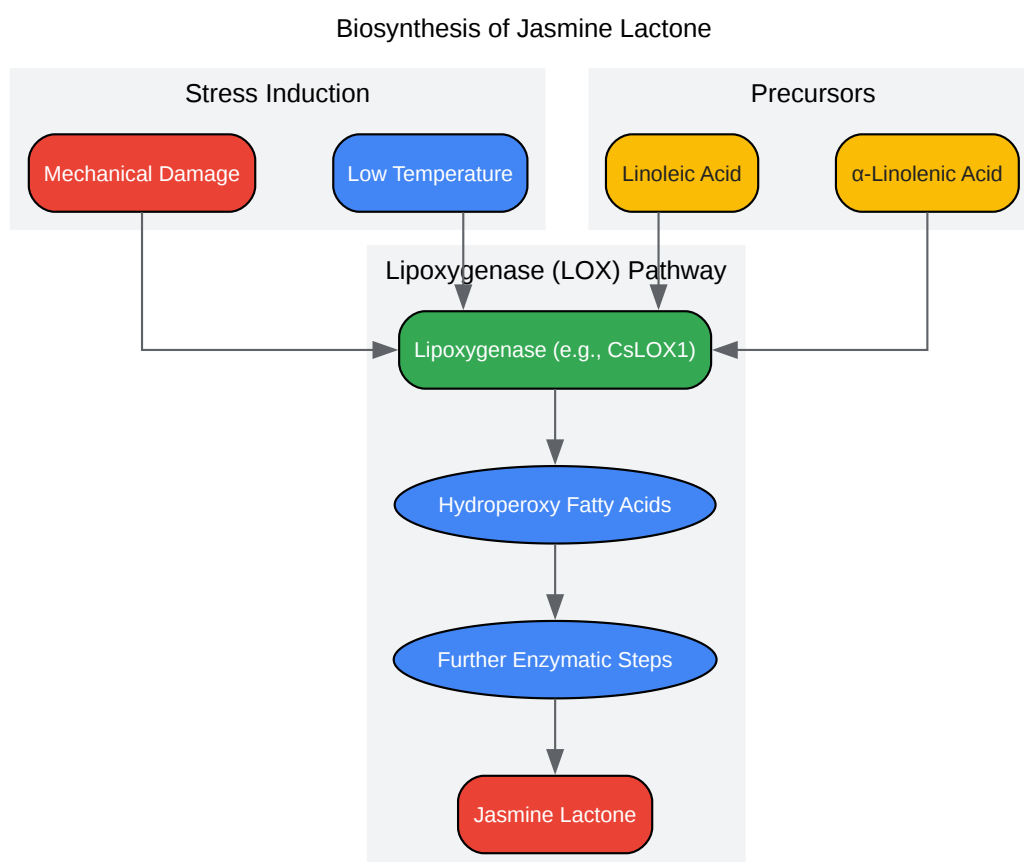 Biosynthesis of Jasmine Lactone
Stress Induction
Precursors
Mechanical Damage
Low Temperature
Linoleic Acid
α-Linolenic Acid
Lipoxygenase (LOX) Pathway
Lipoxygenase (e.g., CsLOX1)
Hydroperoxy Fatty Acids
Further Enzymatic Steps
Jasmine Lactone